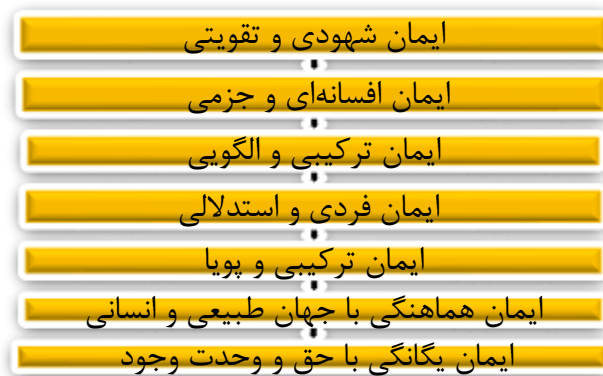 ایمان شهودی و تقویتی
ایمان افسانه‌ای و جزمی
ایمان ترکیبی و الگویی
ایمان فردی و استدلالی
ایمان ترکیبی و پویا
ایمان هماهنگی با جهان طبیعی و انسانی
ایمان یگانگی با حق و وحدت وجود